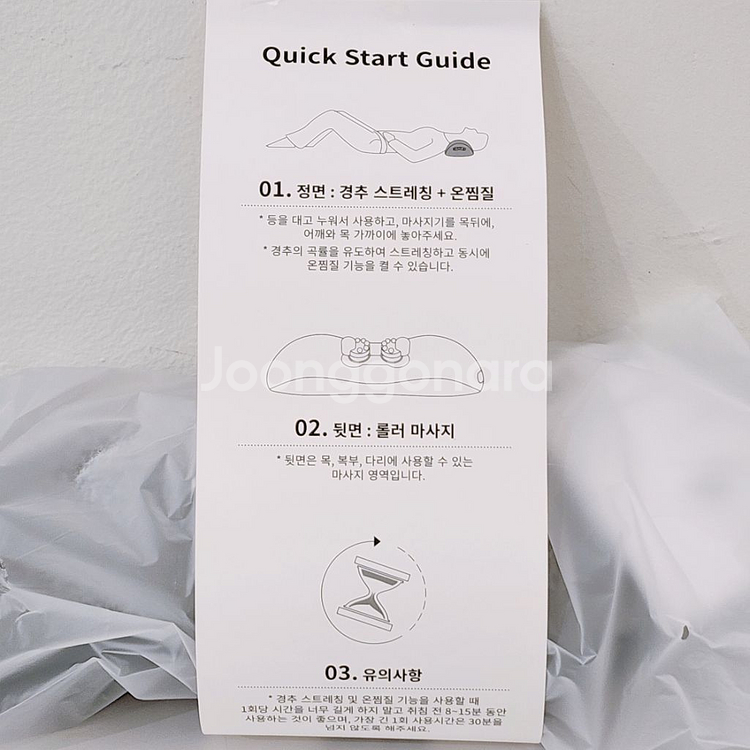 Quick Start Guide
01. 정면 : 경추 스트레칭 + 온찜질
* 등을 대고 누워서 사용하고, 마사지기를 목뒤에,
어깨와 목 가까이에 놓아주세요.
* 경추의 곡률을 유도하여 스트레칭하고 동시에
온찜질 기능을 켤 수 있습니다.
Joonggonara
02. 뒷면 : 롤러 마사지
* 뒷면은 목, 복부, 다리에 사용할 수 있는
마사지 영역입니다.
03. 유의사항
* 경추 스트레칭 및 온찜질 기능을 사용할 때
1회당 시간을 너무 길게 하지 말고 취침 전 8~15분 동안
사용하는 것이 좋으며, 가장 긴 1회 사용시간은 30분을
넘지 않도록 해주세요.